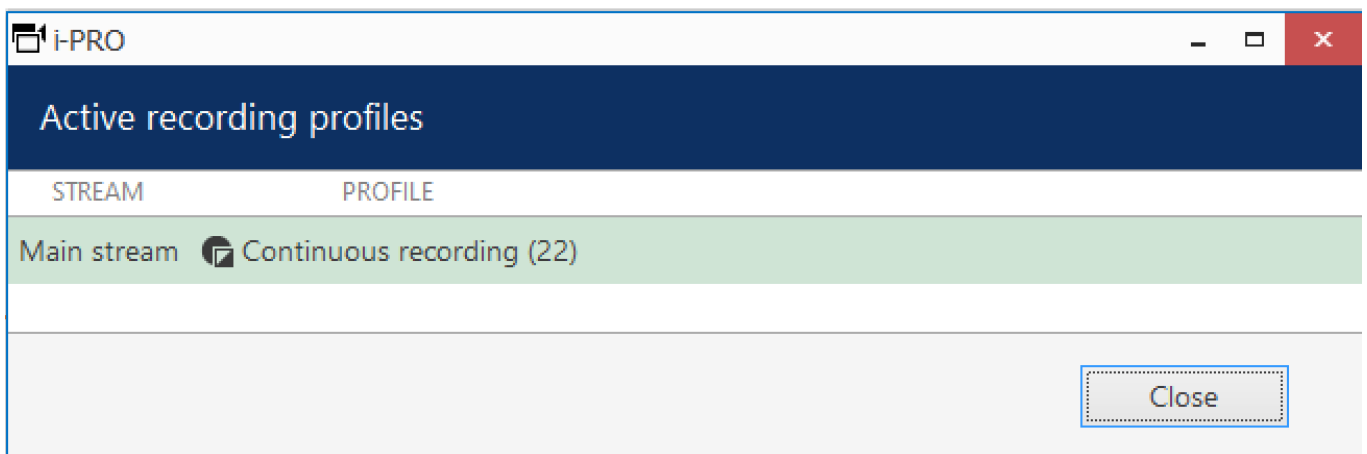 i-PRO
Active recording profiles
STREAM PROFILE
Main stream Continuous recording (22)
Close